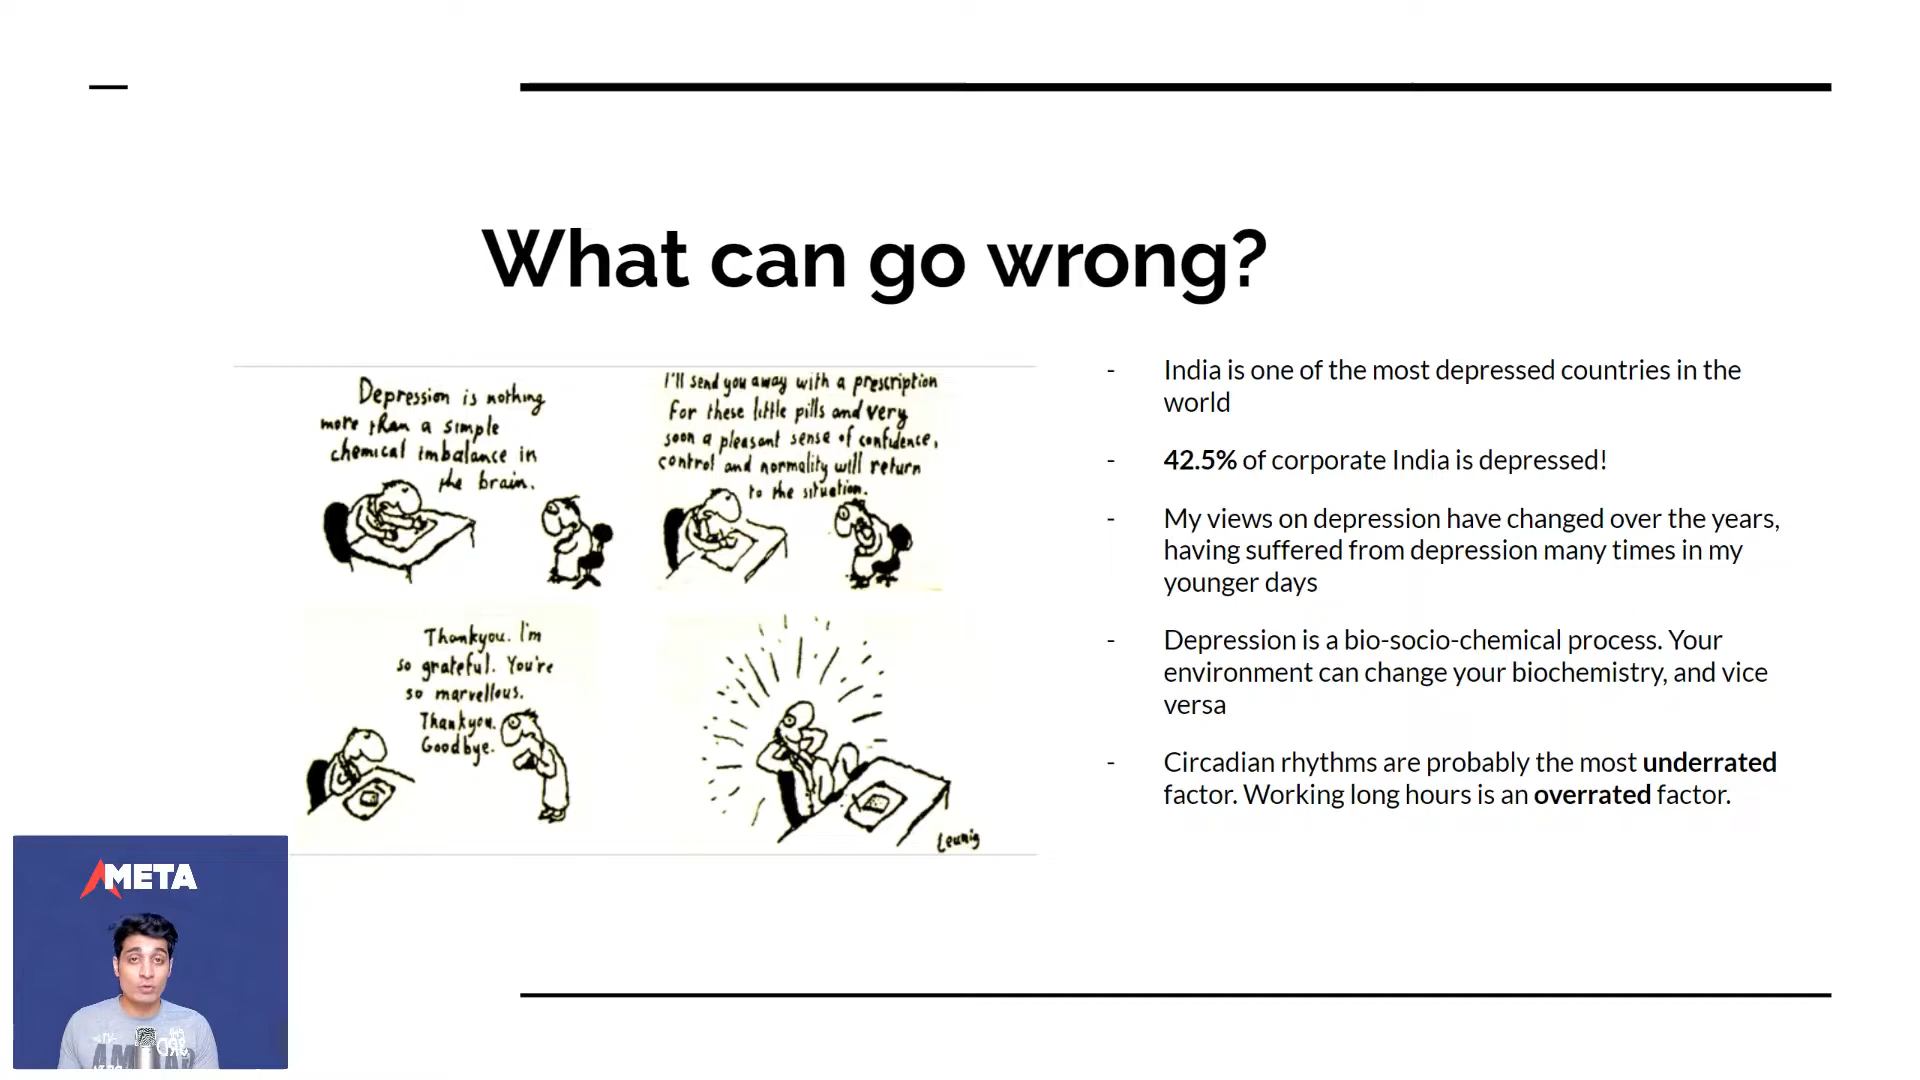 What can go wrong?
Depression is nothing
more than a simple
chemical imbalance in
the brain.
I'll send you away with a prescription
For these little pills and very
soon a pleasant sense of confidence,
control and normality will return
to the situation.
Thankyou. I'm
so grateful. You're
so marvellous.
Thankyou.
Goodbye.
Leunig
- India is one of the most depressed countries in the
world
- 42.5% of corporate India is depressed!
- My views on depression have changed over the years,
having suffered from depression many times in my
younger days
- Depression is a bio-socio-chemical process. Your
environment can change your biochemistry, and vice
versa
- Circadian rhythms are probably the most underrated
factor. Working long hours is an overrated factor.
META